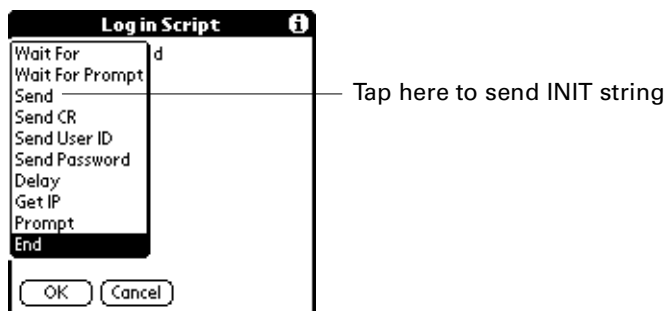 Log in Script i
Wait For d
Wait For Prompt
Send
Tap here to send INIT string
Send CR
Send User ID
Send Password
Delay
Get IP
Prompt
End
OK Cancel